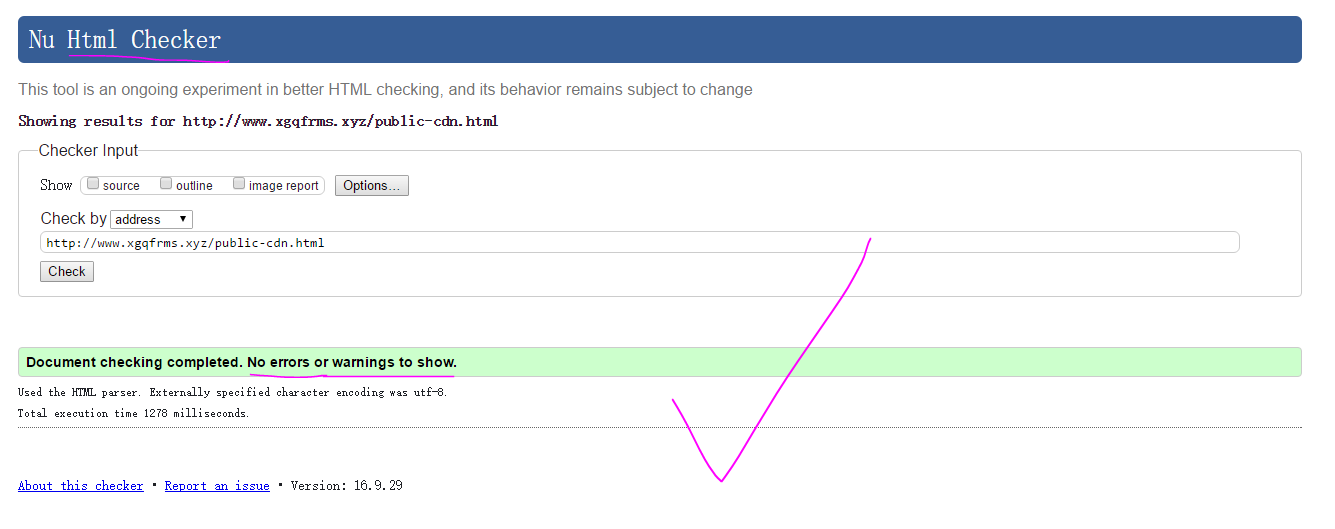 Nu Html Checker
This tool is an ongoing experiment in better HTML checking, and its behavior remains subject to change
Showing results for http://www.xgqfrms.xyz/public-cdn.html
Checker Input
Show source outline image report Options...
Check by address
http://www.xgqfrms.xyz/public-cdn.html
Check
Document checking completed. No errors or warnings to show.
Used the HTML parser. Externally specified character encoding was utf-8.
Total execution time 1278 milliseconds.
About this checker • Report an issue • Version: 16.9.29